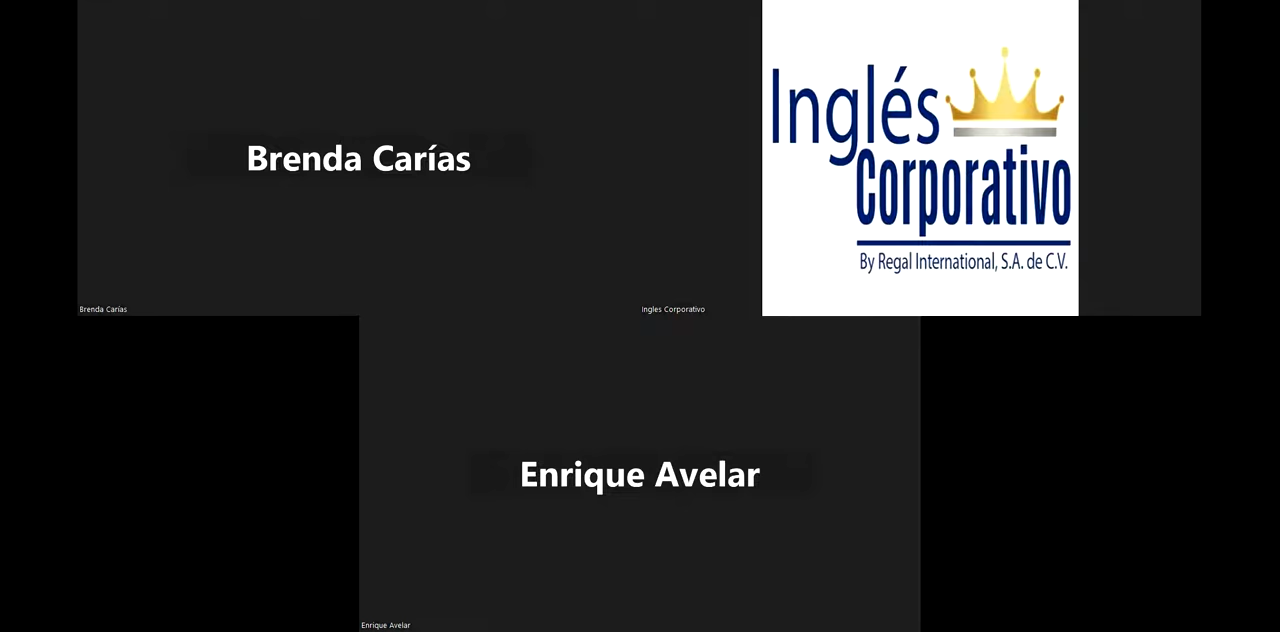 Brenda Carías
Brenda Carías
Inglés
Corporativo
By Regal International, S.A. de C.V.
Ingles Corporativo
Enrique Avelar
Enrique Avelar